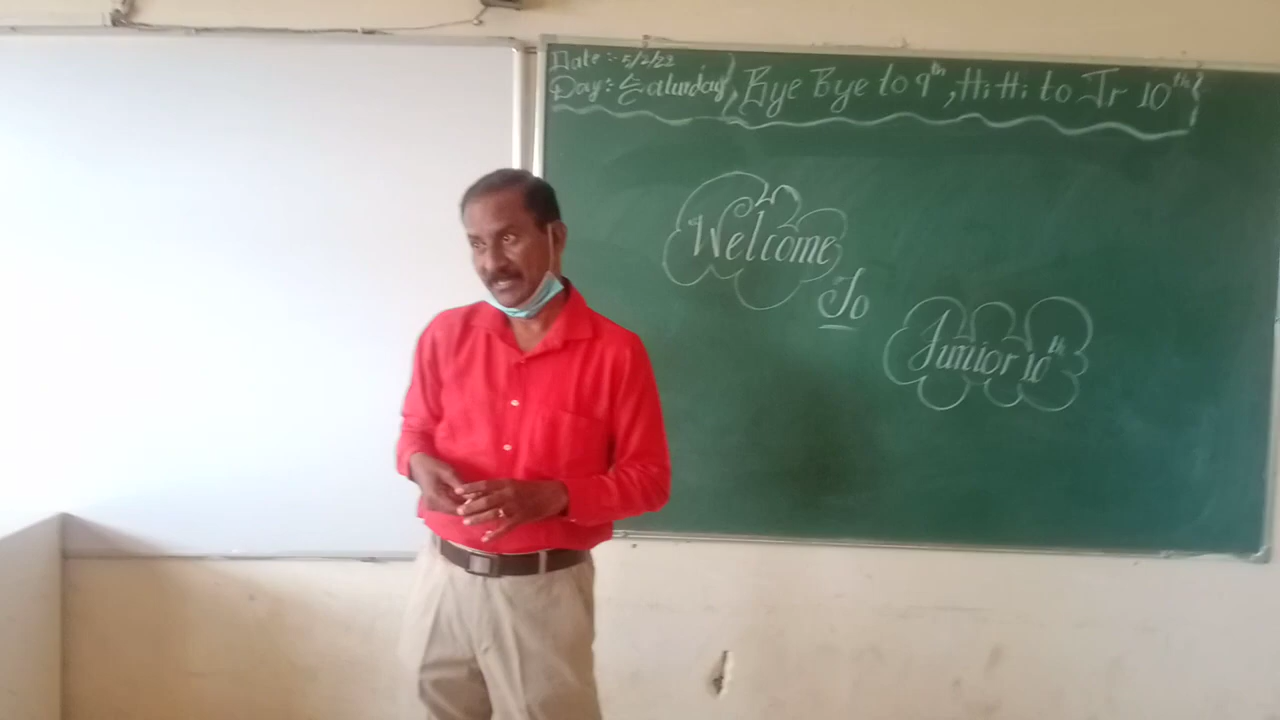 Date :- 5/2/22
Day :- Saturday, Bye Bye to 9th, Hi Hi to Jr 10th
Welcome
To
Junior 10th